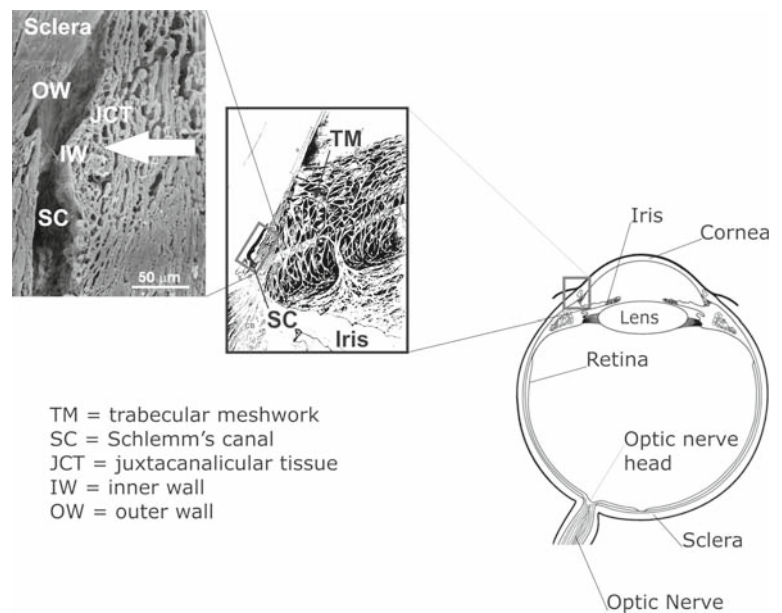 Sclera
OW
JCT
IW
SC
50 μm
TM
SC
Iris
Iris
Cornea
Lens
Retina
Optic nerve
head
Sclera
Optic Nerve
TM = trabecular meshwork
SC = Schlemm's canal
JCT = juxtacanalicular tissue
IW = inner wall
OW = outer wall